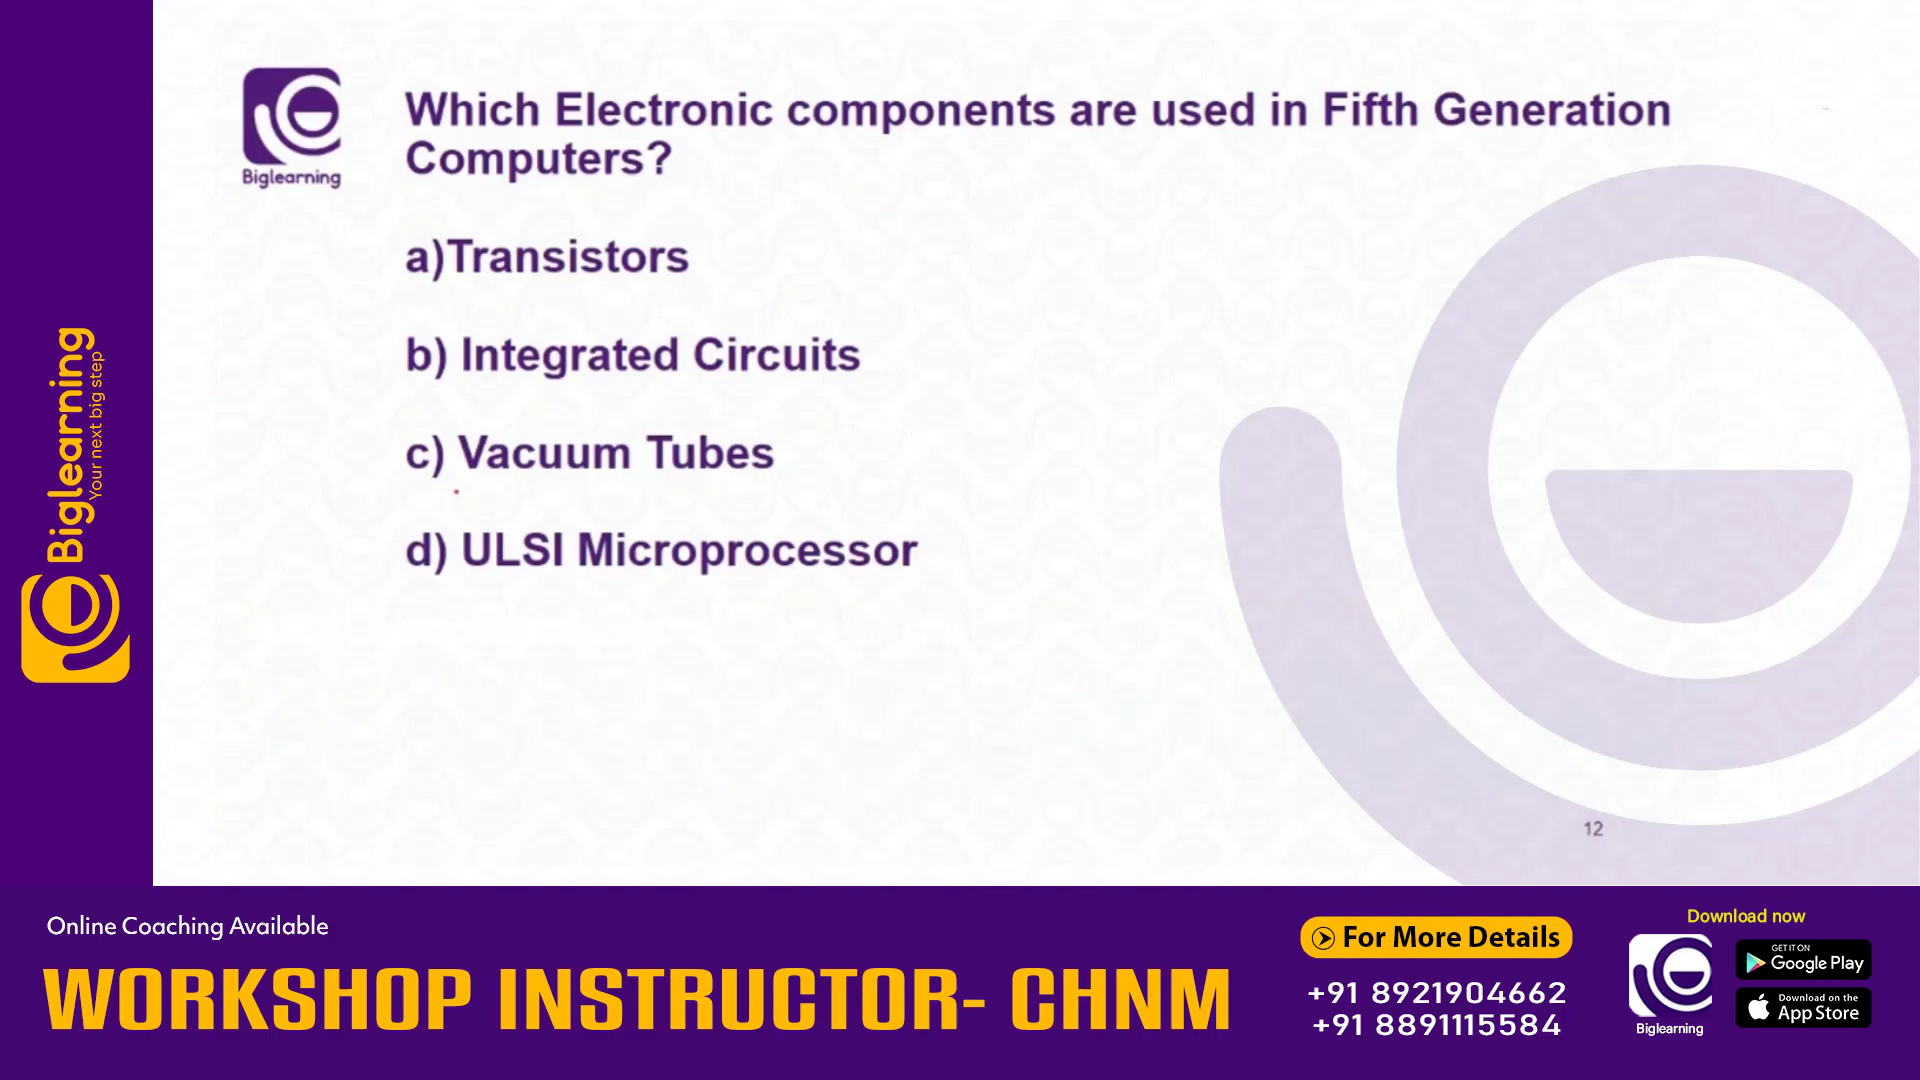 Biglearning
Which Electronic components are used in Fifth Generation
Computers?
a)Transistors
b) Integrated Circuits
c) Vacuum Tubes
d) ULSI Microprocessor
12
Biglearning
Your next big step
Online Coaching Available
WORKSHOP INSTRUCTOR- CHNM
For More Details
+91 8921904662
+91 8891115584
Download now
Biglearning
GET IT ON
Google Play
Download on the
App Store